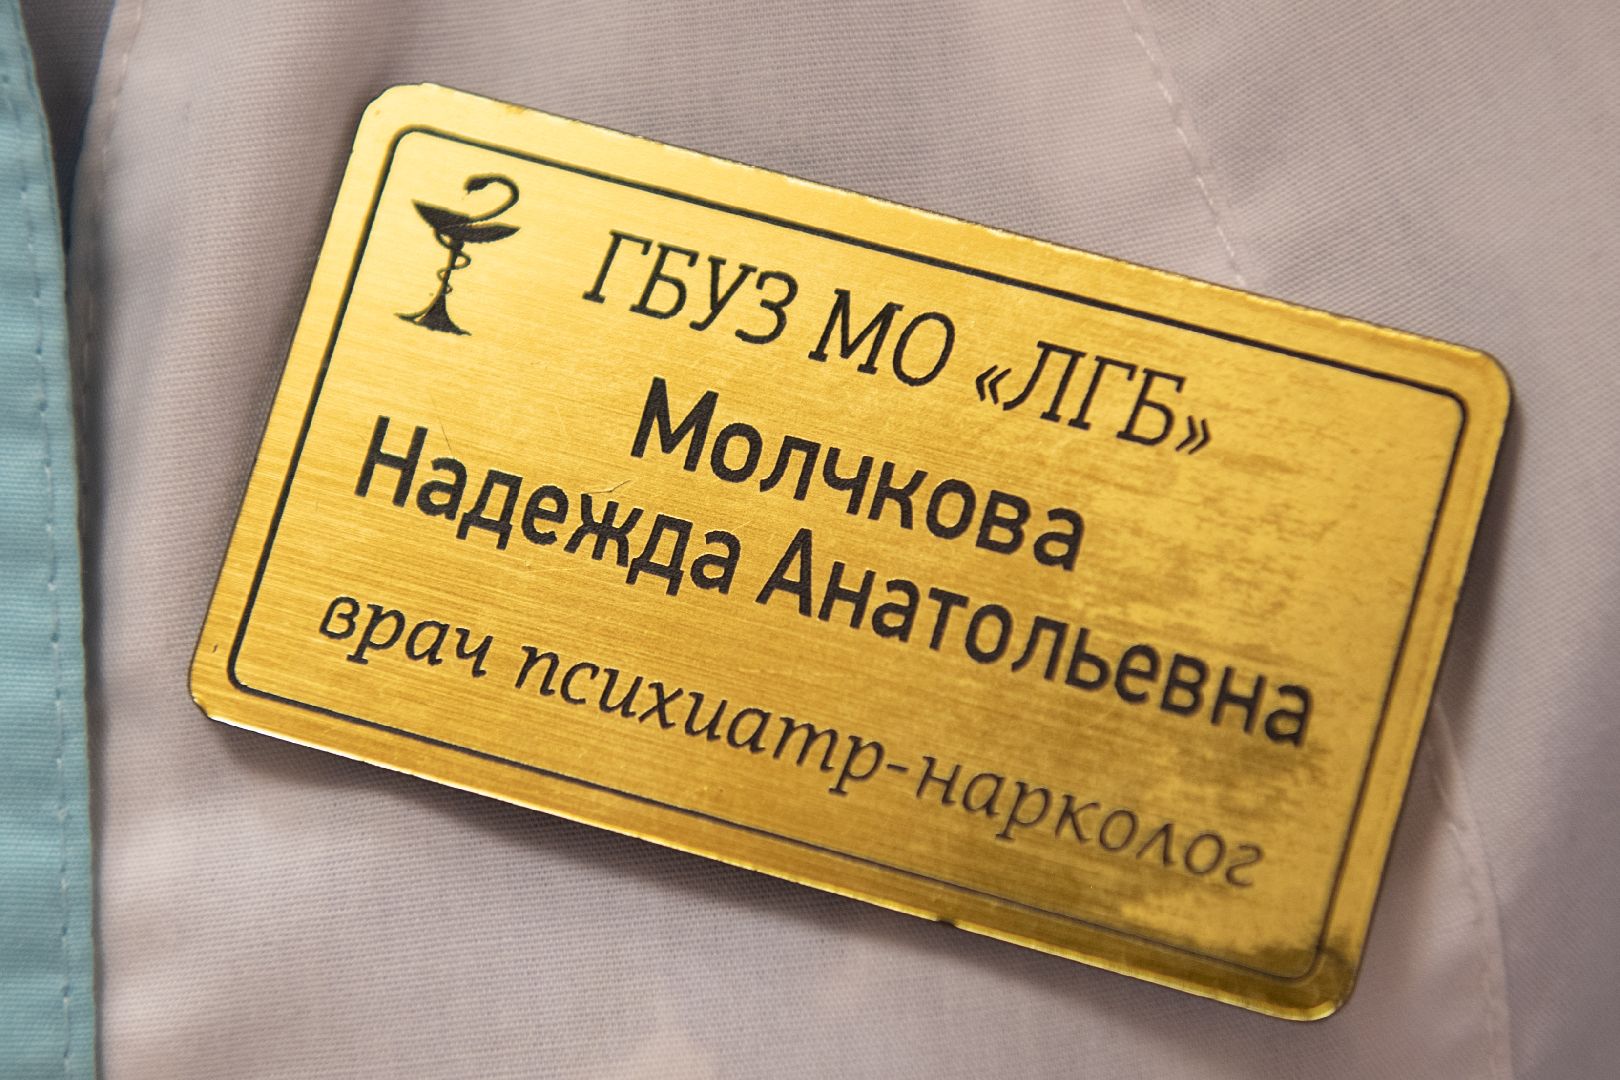 ГБУЗ МО «ЛГБ»
Молчкова
Надежда Анатольевна
врач психиатр-нарколог